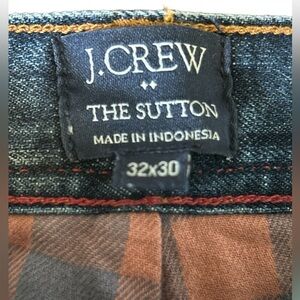 J.CREW
THE SUTTON
MADE IN INDONESIA
32x30